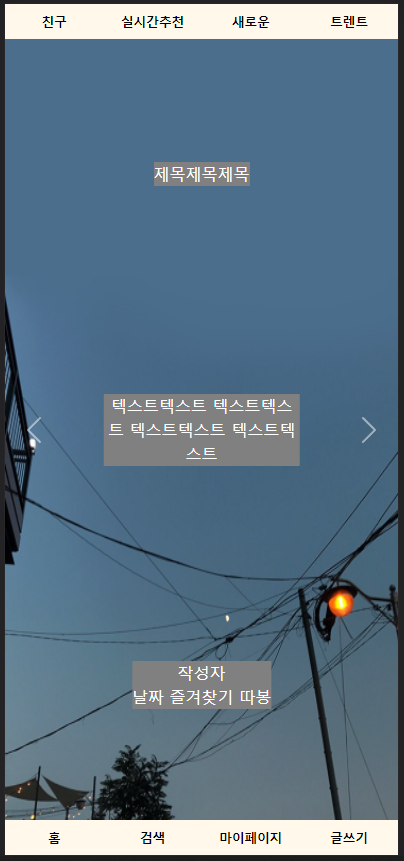 친구 실시간추천 새로운 트렌트
제목제목제목
텍스트텍스트 텍스트텍스
트 텍스트텍스트 텍스트텍
스트
작성자
날짜 즐겨찾기 따봉
홈 검색 마이페이지 글쓰기